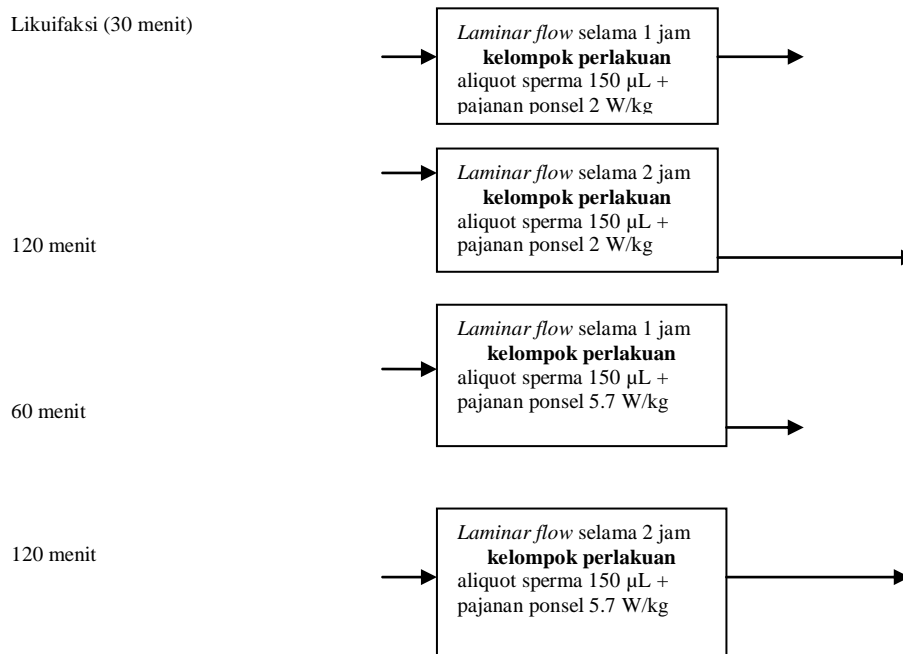 Likuifaksi (30 menit)
Laminar flow selama 1 jam
kelompok perlakuan
aliquot sperma 150 µL +
pajanan ponsel 2 W/kg
Laminar flow selama 2 jam
kelompok perlakuan
aliquot sperma 150 µL +
pajanan ponsel 2 W/kg
120 menit
Laminar flow selama 1 jam
kelompok perlakuan
aliquot sperma 150 µL +
pajanan ponsel 5.7 W/kg
60 menit
Laminar flow selama 2 jam
kelompok perlakuan
aliquot sperma 150 µL +
pajanan ponsel 5.7 W/kg
120 menit